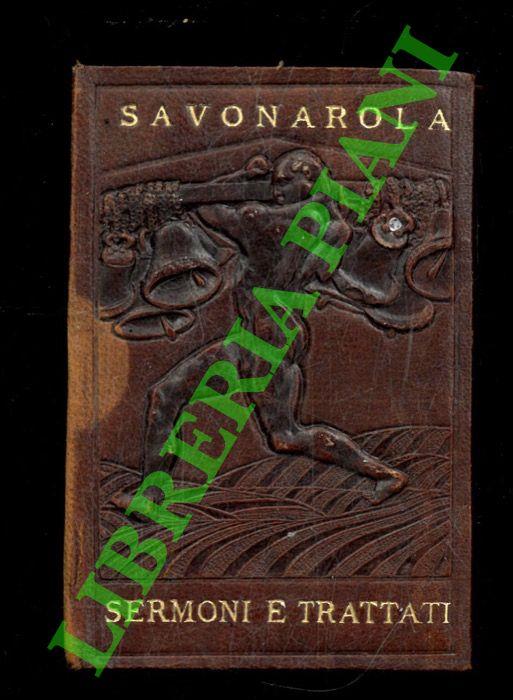 SAVONAROLA
SERMONI E TRATTATI
LIBRERIA PIANI